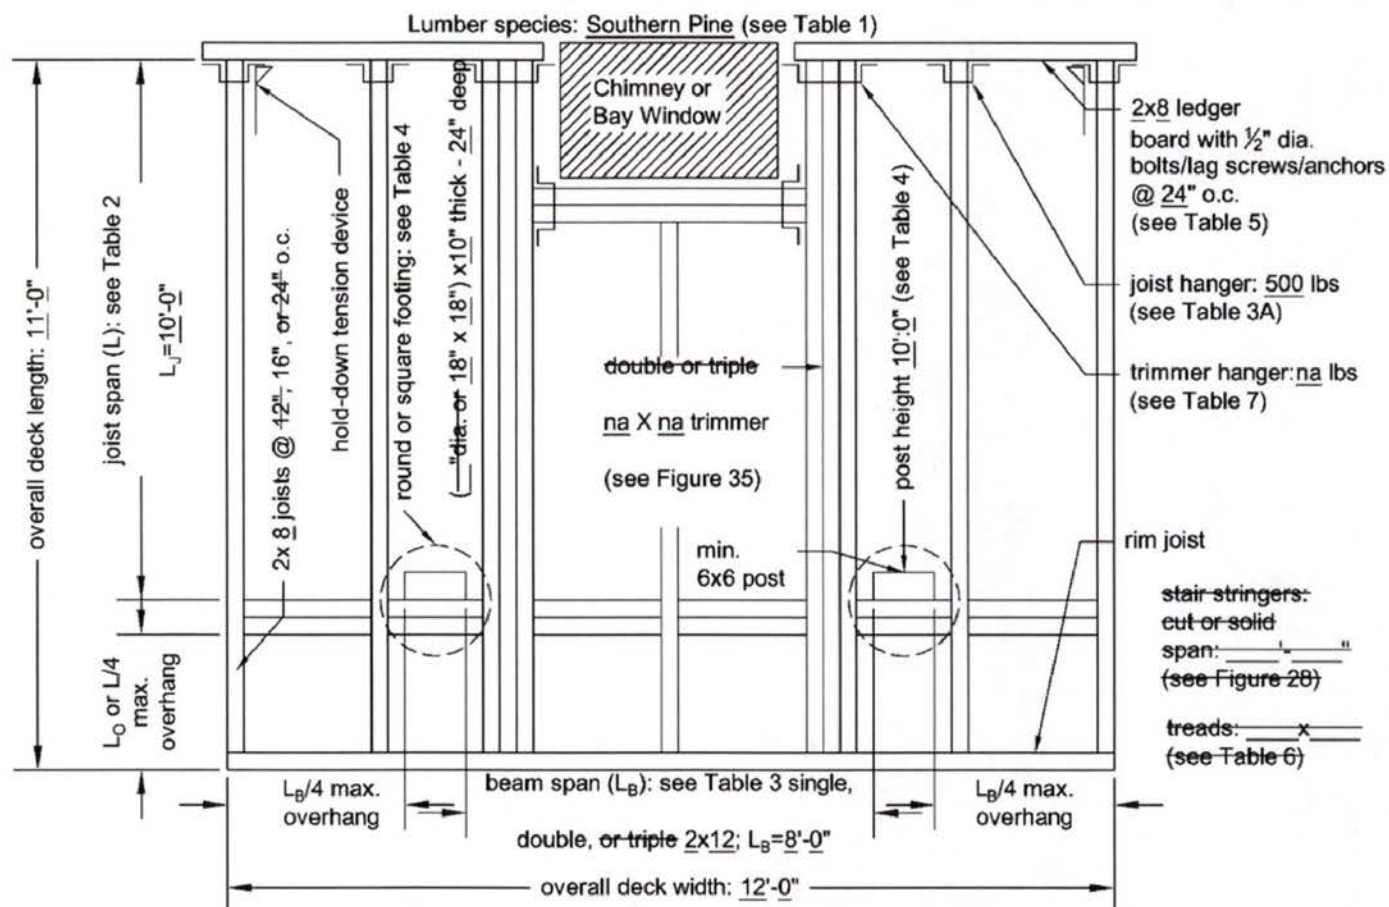 Lumber species: Southern Pine (see Table 1)
Chimney or
Bay Window
2x8 ledger
board with ½" dia.
bolts/lag screws/anchors
@ 24" o.c.
(see Table 5)
joist hanger: 500 lbs
(see Table 3A)
trimmer hanger: na lbs
(see Table 7)
rim joist
stair stringers:
cut or solid
span: ____'-____"
(see Figure 28)
treads: ____x____
(see Table 6)
overall deck length: 11'-0"
joist span (L): see Table 2
LJ=10'-0"
LO or L/4
max.
overhang
2x 8 joists @ 12", 16", or 24" o.c.
hold-down tension device
round or square footing: see Table 4
(__"dia. or 18" x 18") x10" thick - 24" deep
double or triple
na X na trimmer
(see Figure 35)
min.
6x6 post
post height 10':0" (see Table 4)
LB/4 max.
overhang
beam span (LB): see Table 3 single,
double, or triple 2x12; LB=8'-0"
LB/4 max.
overhang
overall deck width: 12'-0"